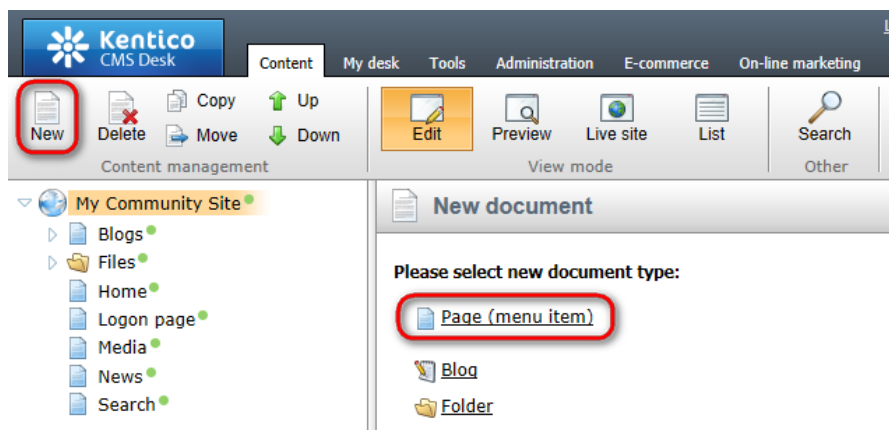 Kentico
CMS Desk
Content My desk Tools Administration E-commerce On-line marketing
New Delete Copy Move Up Down
Content management
Edit Preview Live site List
View mode
Search
Other
My Community Site
Blogs
Files
Home
Logon page
Media
News
Search
New document
Please select new document type:
Page (menu item)
Blog
Folder